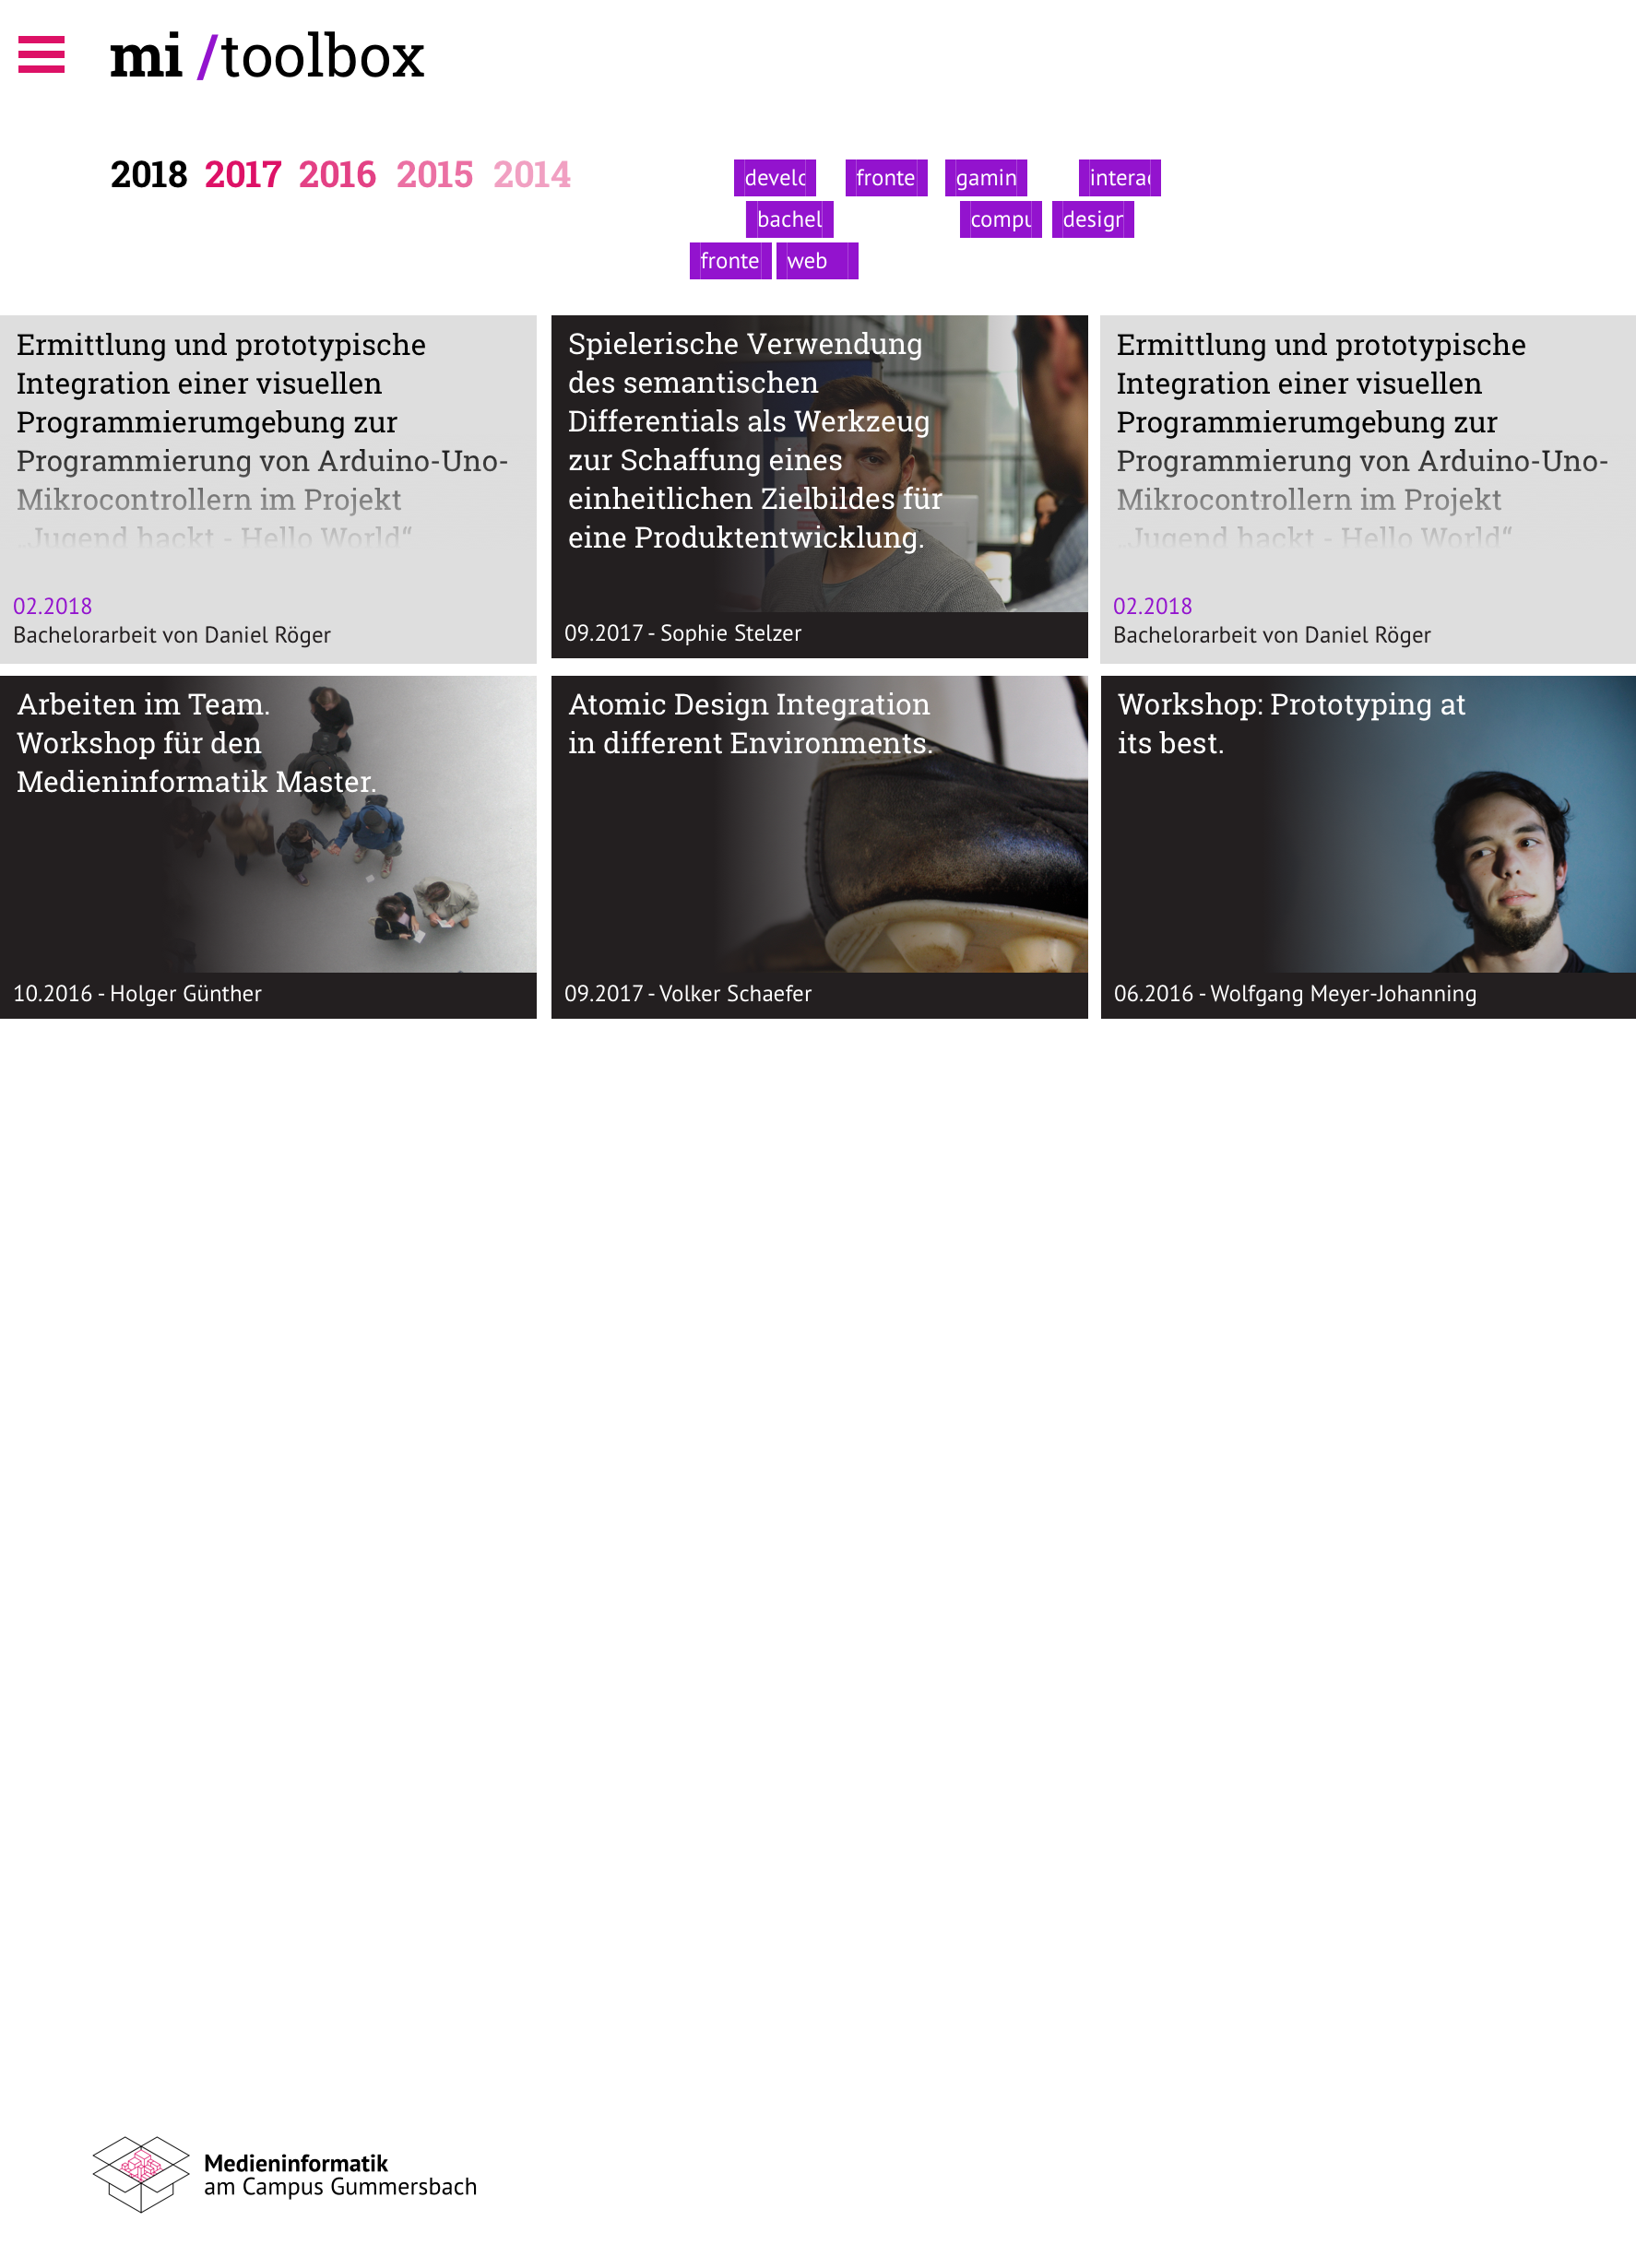 mi /toolbox
2018 2017 2016 2015 2014
develo fronte gamin interac
bachel compu design
fronte web
Ermittlung und prototypische
Integration einer visuellen
Programmierumgebung zur
Programmierung von Arduino-Uno-
Mikrocontrollern im Projekt
„Jugend hackt - Hello World“
02.2018
Bachelorarbeit von Daniel Röger
Spielerische Verwendung
des semantischen
Differentials als Werkzeug
zur Schaffung eines
einheitlichen Zielbildes für
eine Produktentwicklung.
09.2017 - Sophie Stelzer
Ermittlung und prototypische
Integration einer visuellen
Programmierumgebung zur
Programmierung von Arduino-Uno-
Mikrocontrollern im Projekt
„Jugend hackt - Hello World“
02.2018
Bachelorarbeit von Daniel Röger
Arbeiten im Team.
Workshop für den
Medieninformatik Master.
10.2016 - Holger Günther
Atomic Design Integration
in different Environments.
09.2017 - Volker Schaefer
Workshop: Prototyping at
its best.
06.2016 - Wolfgang Meyer-Johanning
Medieninformatik
am Campus Gummersbach